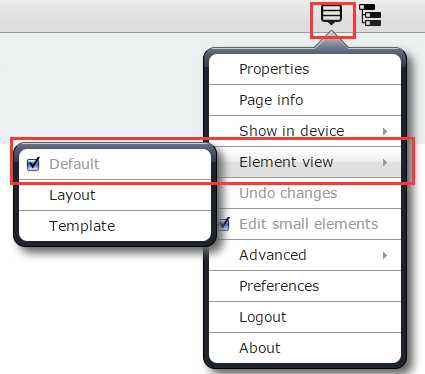 Properties
Page info
Show in device
Element view
Undo changes
Edit small elements
Advanced
Preferences
Logout
About
Default
Layout
Template